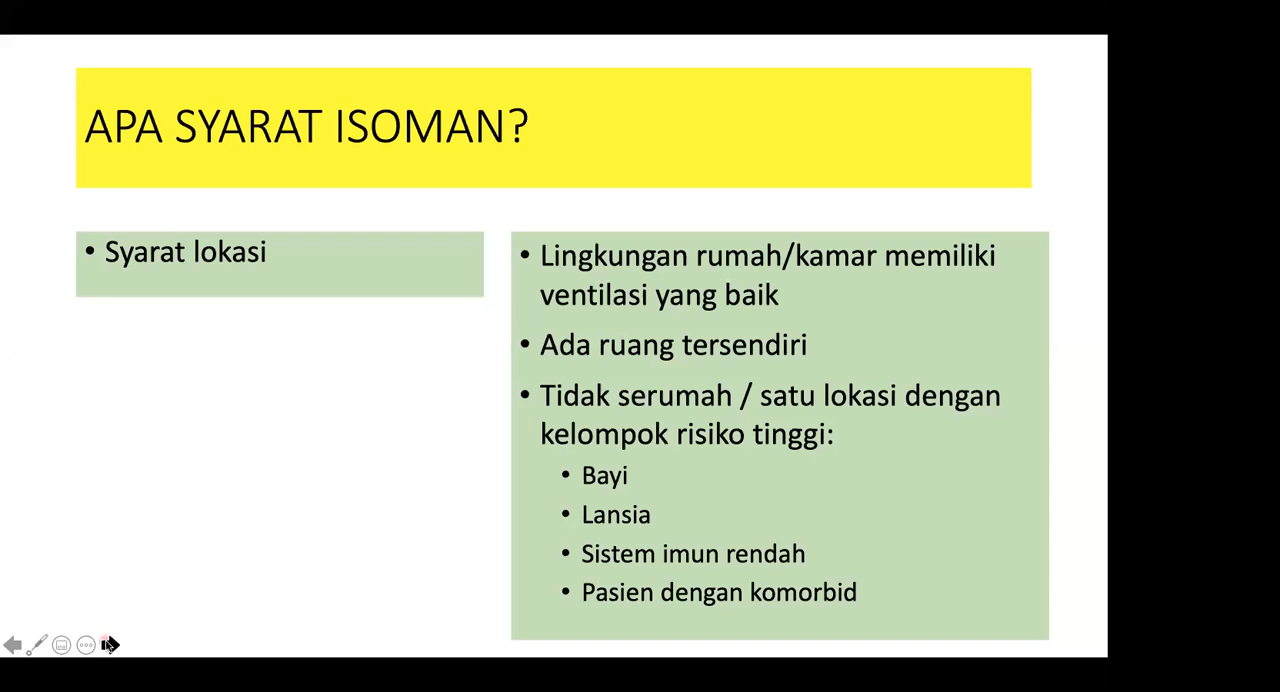 APA SYARAT ISOMAN?
• Syarat lokasi
• Lingkungan rumah/kamar memiliki
ventilasi yang baik
• Ada ruang tersendiri
• Tidak serumah / satu lokasi dengan
kelompok risiko tinggi:
• Bayi
• Lansia
• Sistem imun rendah
• Pasien dengan komorbid